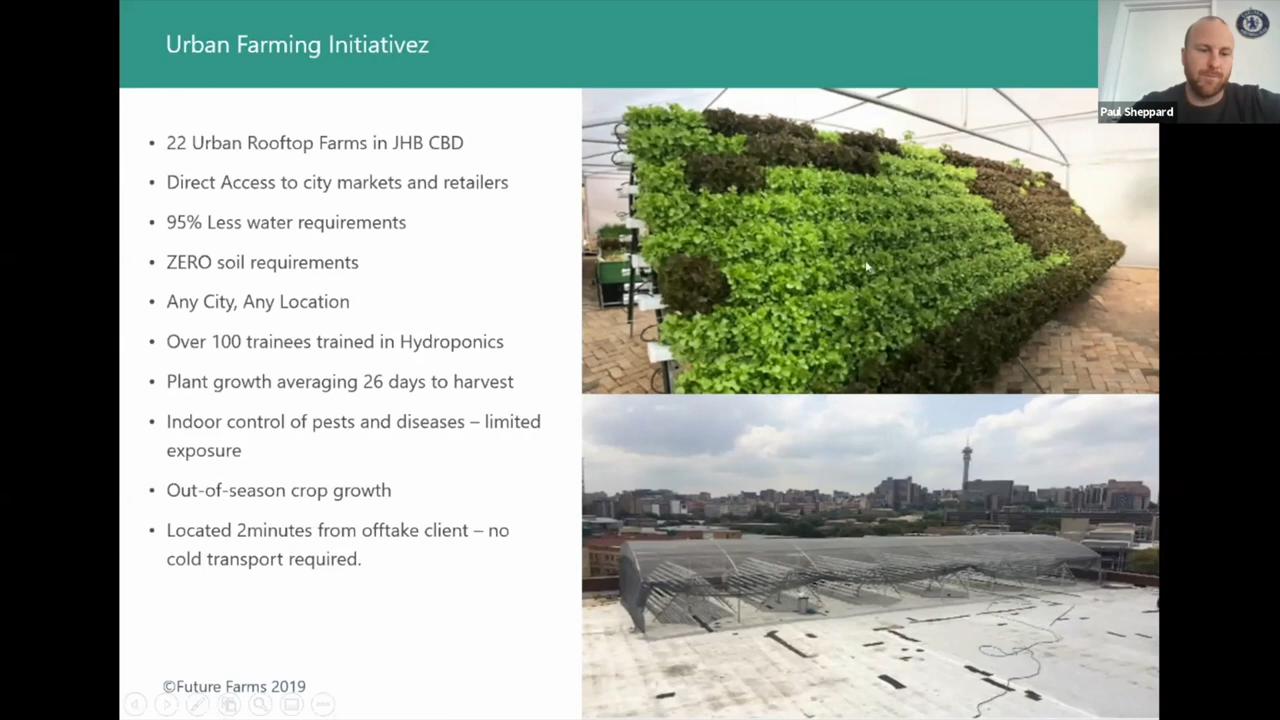 Urban Farming Initiativez
Paul Sheppard
• 22 Urban Rooftop Farms in JHB CBD
• Direct Access to city markets and retailers
• 95% Less water requirements
• ZERO soil requirements
• Any City, Any Location
• Over 100 trainees trained in Hydroponics
• Plant growth averaging 26 days to harvest
• Indoor control of pests and diseases – limited
exposure
• Out-of-season crop growth
• Located 2minutes from offtake client – no
cold transport required.
©Future Farms 2019